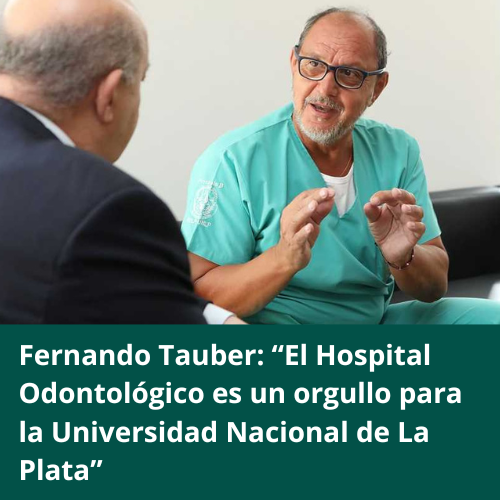 Fernando Tauber: “El Hospital
Odontológico es un orgullo para
la Universidad Nacional de La
Plata”